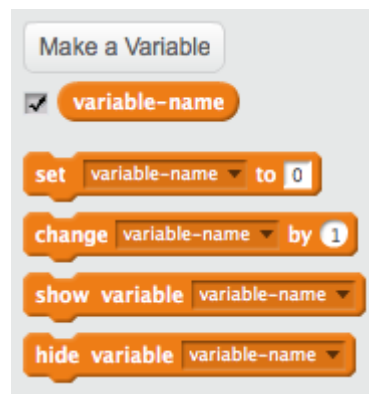 Make a Variable
variable-name
set variable-name to 0
change variable-name by 1
show variable variable-name
hide variable variable-name